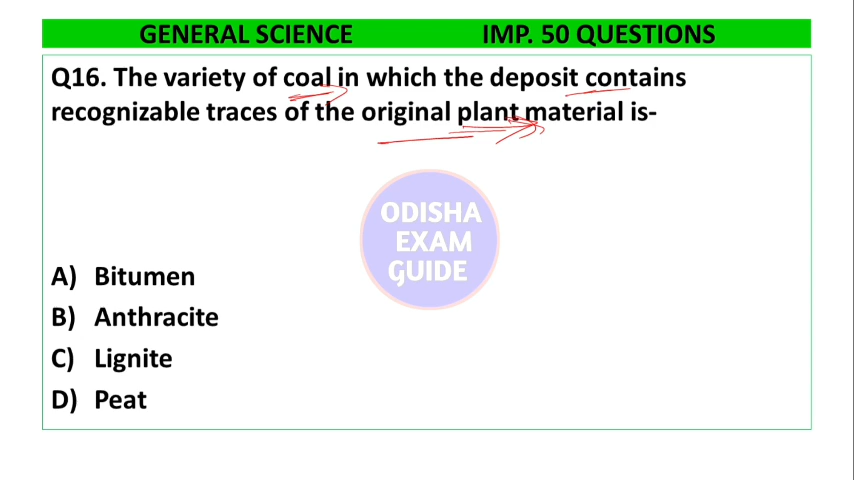 GENERAL SCIENCE IMP. 50 QUESTIONS
Q16. The variety of coal in which the deposit contains
recognizable traces of the original plant material is-
ODISHA
EXAM
GUIDE
A) Bitumen
B) Anthracite
C) Lignite
D) Peat